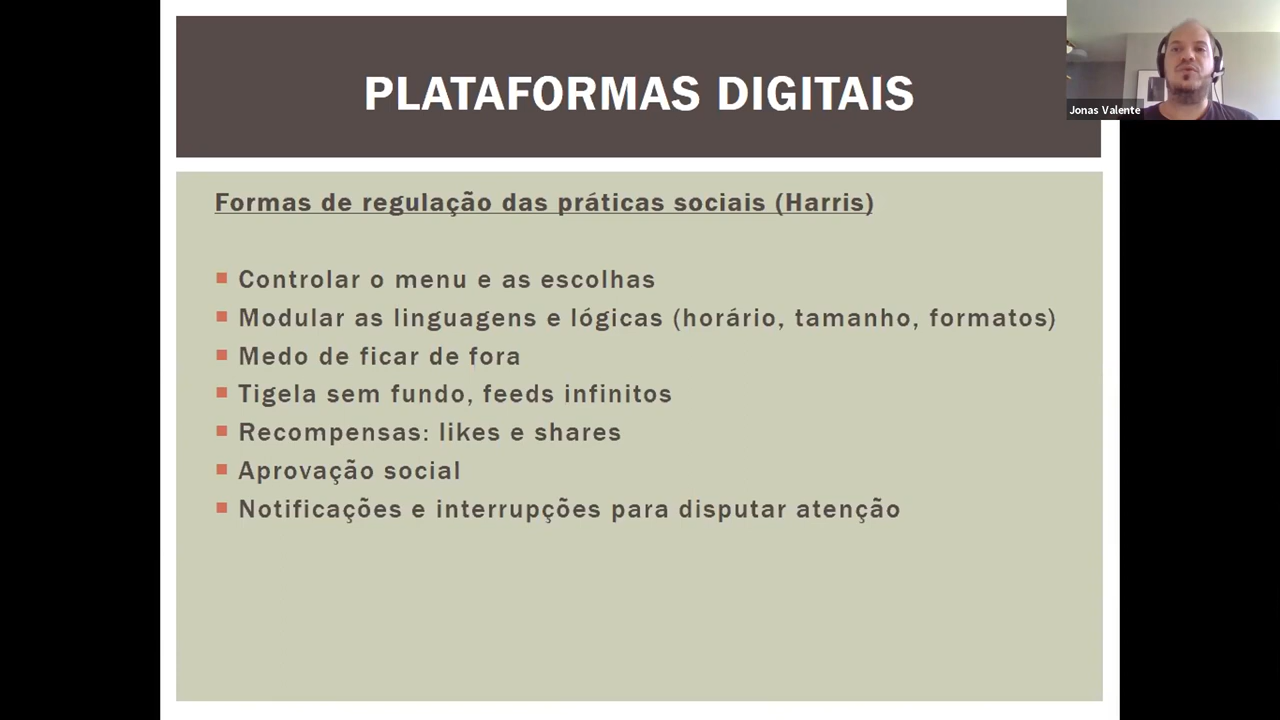 PLATAFORMAS DIGITAIS
Jonas Valente
Formas de regulação das práticas sociais (Harris)
Controlar o menu e as escolhas
Modular as linguagens e lógicas (horário, tamanho, formatos)
Medo de ficar de fora
Tigela sem fundo, feeds infinitos
Recompensas: likes e shares
Aprovação social
Notificações e interrupções para disputar atenção